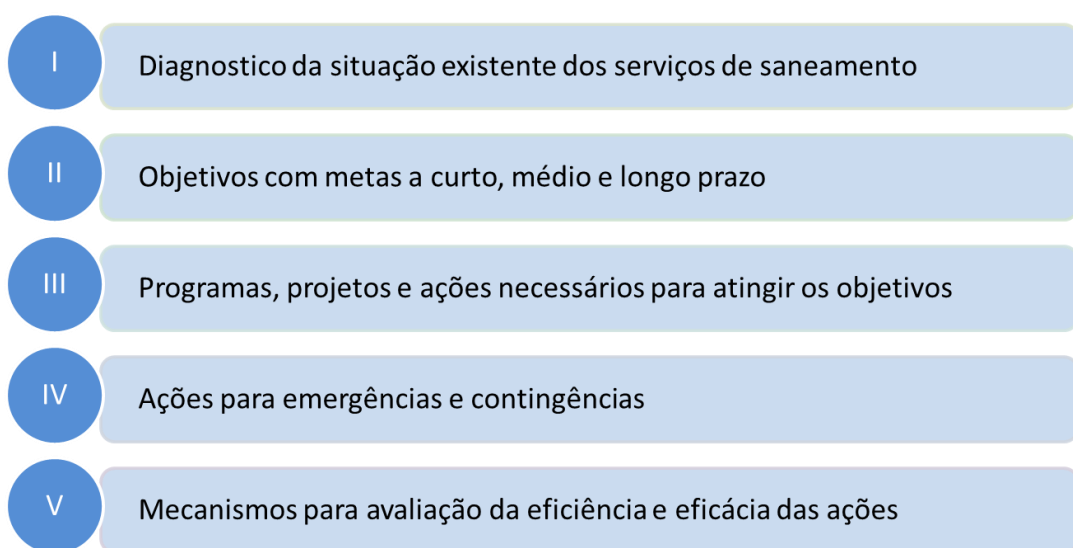 I
Diagnostico da situação existente dos serviços de saneamento
II
Objetivos com metas a curto, médio e longo prazo
III
Programas, projetos e ações necessários para atingir os objetivos
IV
Ações para emergências e contingências
V
Mecanismos para avaliação da eficiência e eficácia das ações